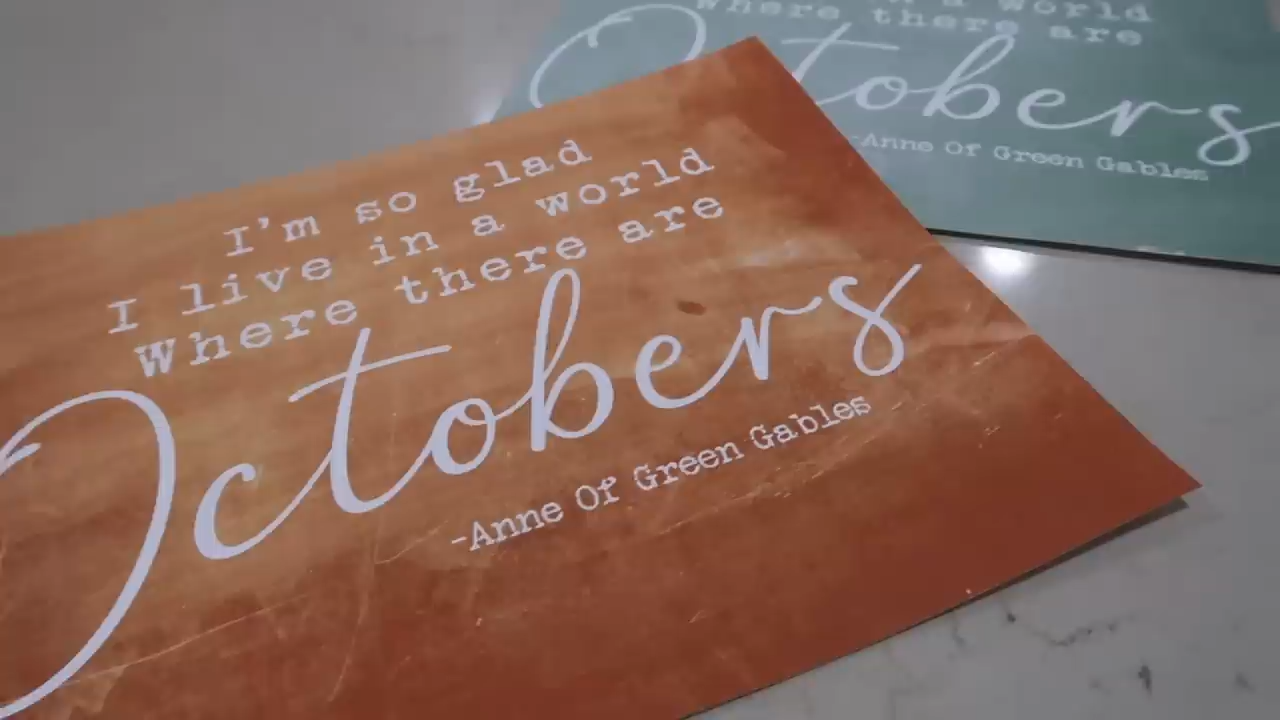 I'm so glad
I live in a world
Where there are
Octobers
-Anne Of Green Gables
a world
where there are
Octobers
-Anne Of Green Gables